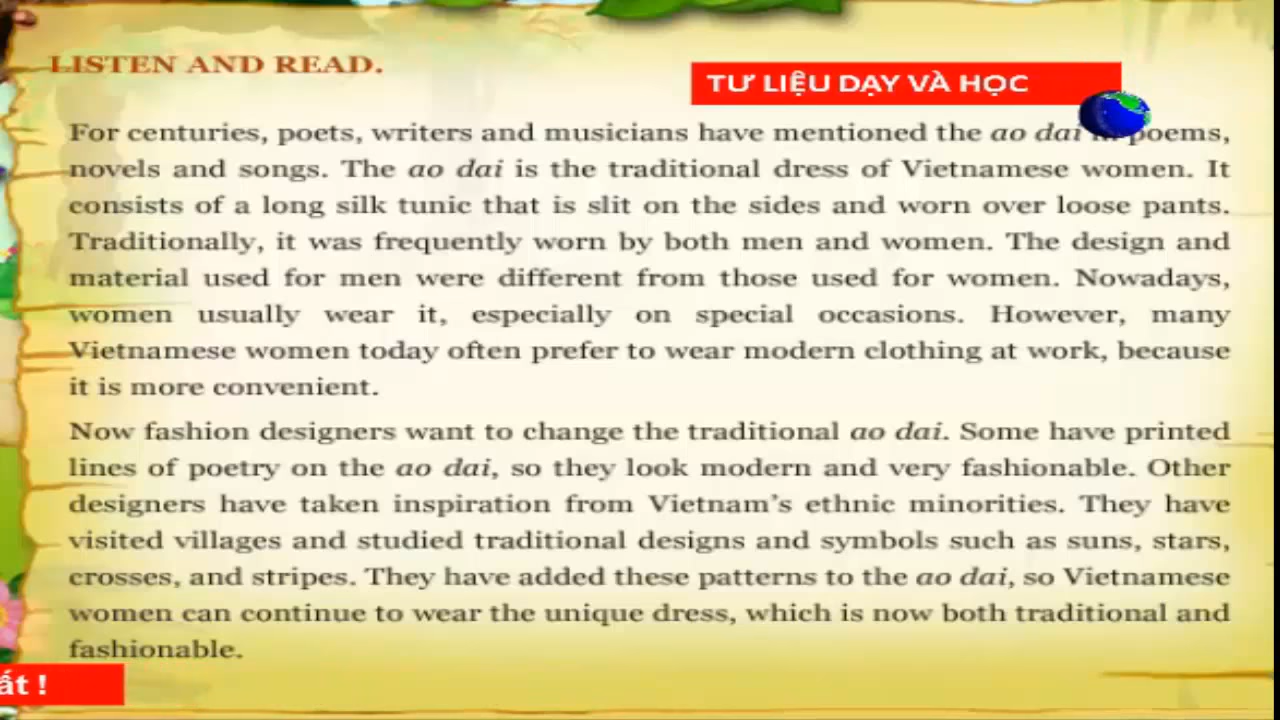 LISTEN AND READ.
TƯ LIỆU DẠY VÀ HỌC
For centuries, poets, writers and musicians have mentioned the ao dai in poems,
novels and songs. The ao dai is the traditional dress of Vietnamese women. It
consists of a long silk tunic that is slit on the sides and worn over loose pants.
Traditionally, it was frequently worn by both men and women. The design and
material used for men were different from those used for women. Nowadays,
women usually wear it, especially on special occasions. However, many
Vietnamese women today often prefer to wear modern clothing at work, because
it is more convenient.
Now fashion designers want to change the traditional ao dai. Some have printed
lines of poetry on the ao dai, so they look modern and very fashionable. Other
designers have taken inspiration from Vietnam's ethnic minorities. They have
visited villages and studied traditional designs and symbols such as suns, stars,
crosses, and stripes. They have added these patterns to the ao dai, so Vietnamese
women can continue to wear the unique dress, which is now both traditional and
fashionable.
ất !